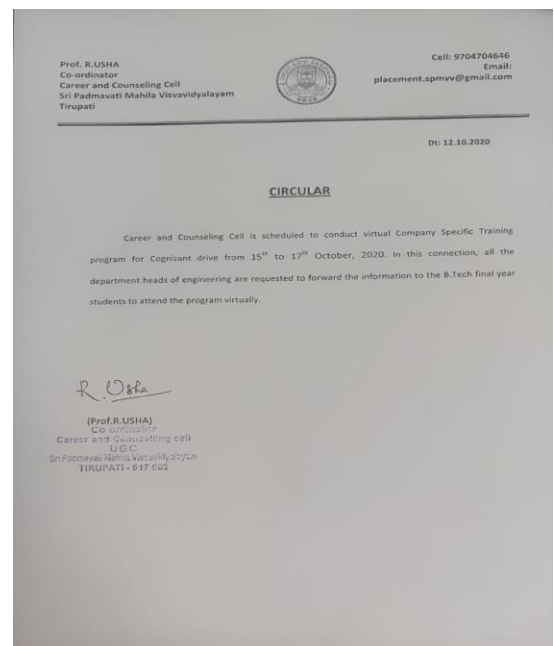 Prof. R.USHA
Co-ordinator
Career and Counseling Cell
Sri Padmavati Mahila Visvavidyalayam
Tirupati
Cell: 9704704646
Email:
placement.spmvv@gmail.com
Dt: 12.10.2020
CIRCULAR
Career and Counseling Cell is scheduled to conduct virtual Company Specific Training
program for Cognizant drive from 15th to 17th October, 2020. In this connection, all the
department heads of engineering are requested to forward the information to the B.Tech final year
students to attend the program virtually.
R. Usha
(Prof.R.USHA)
Co ordinator
Career and Counselling cell
UGC
Sri Padmavati Mahila Visvavidyalayam
TIRUPATI - 517 502